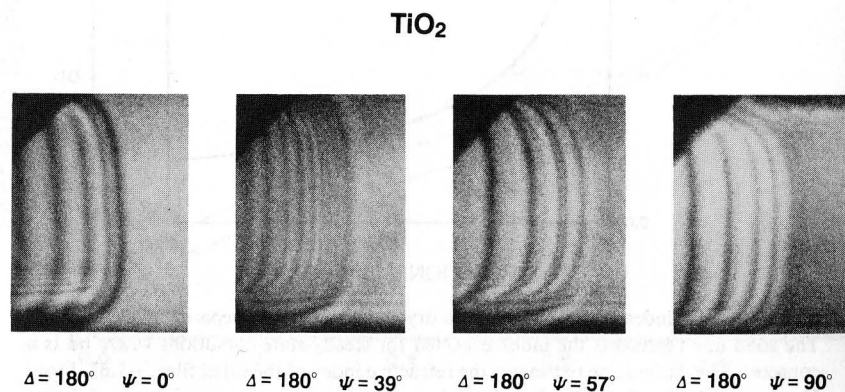 TiO₂
Δ = 180° Ψ = 0°
Δ = 180° Ψ = 39°
Δ = 180° Ψ = 57°
Δ = 180° Ψ = 90°